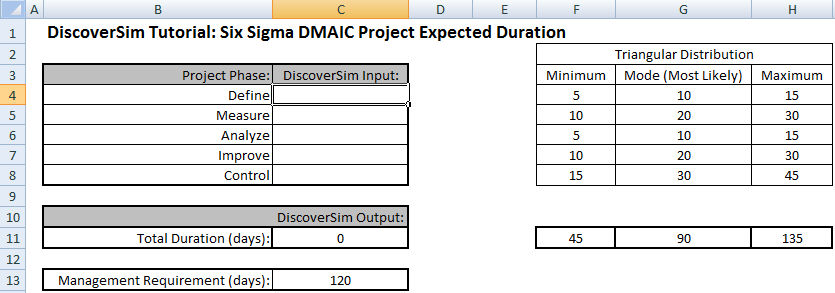 A B C D E F G H
1 DiscoverSim Tutorial: Six Sigma DMAIC Project Expected Duration
2 Triangular Distribution
3 Project Phase: DiscoverSim Input: Minimum Mode (Most Likely) Maximum
4 Define 5 10 15
5 Measure 10 20 30
6 Analyze 5 10 15
7 Improve 10 20 30
8 Control 15 30 45
9
10 DiscoverSim Output:
11 Total Duration (days): 0 45 90 135
12
13 Management Requirement (days): 120